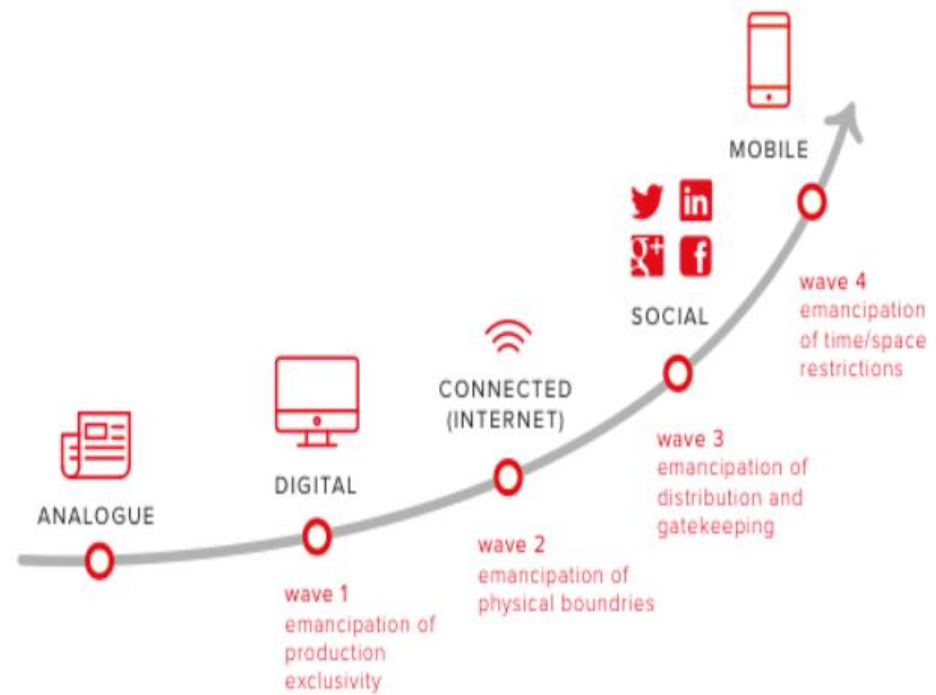 MOBILE
in
g+
f
wave 4
emancipation
of time/space
restrictions
SOCIAL
CONNECTED
(INTERNET)
wave 3
emancipation of
distribution and
gatekeeping
DIGITAL
ANALOGUE
wave 2
emancipation of
physical boundries
wave 1
emancipation of
production
exclusivity